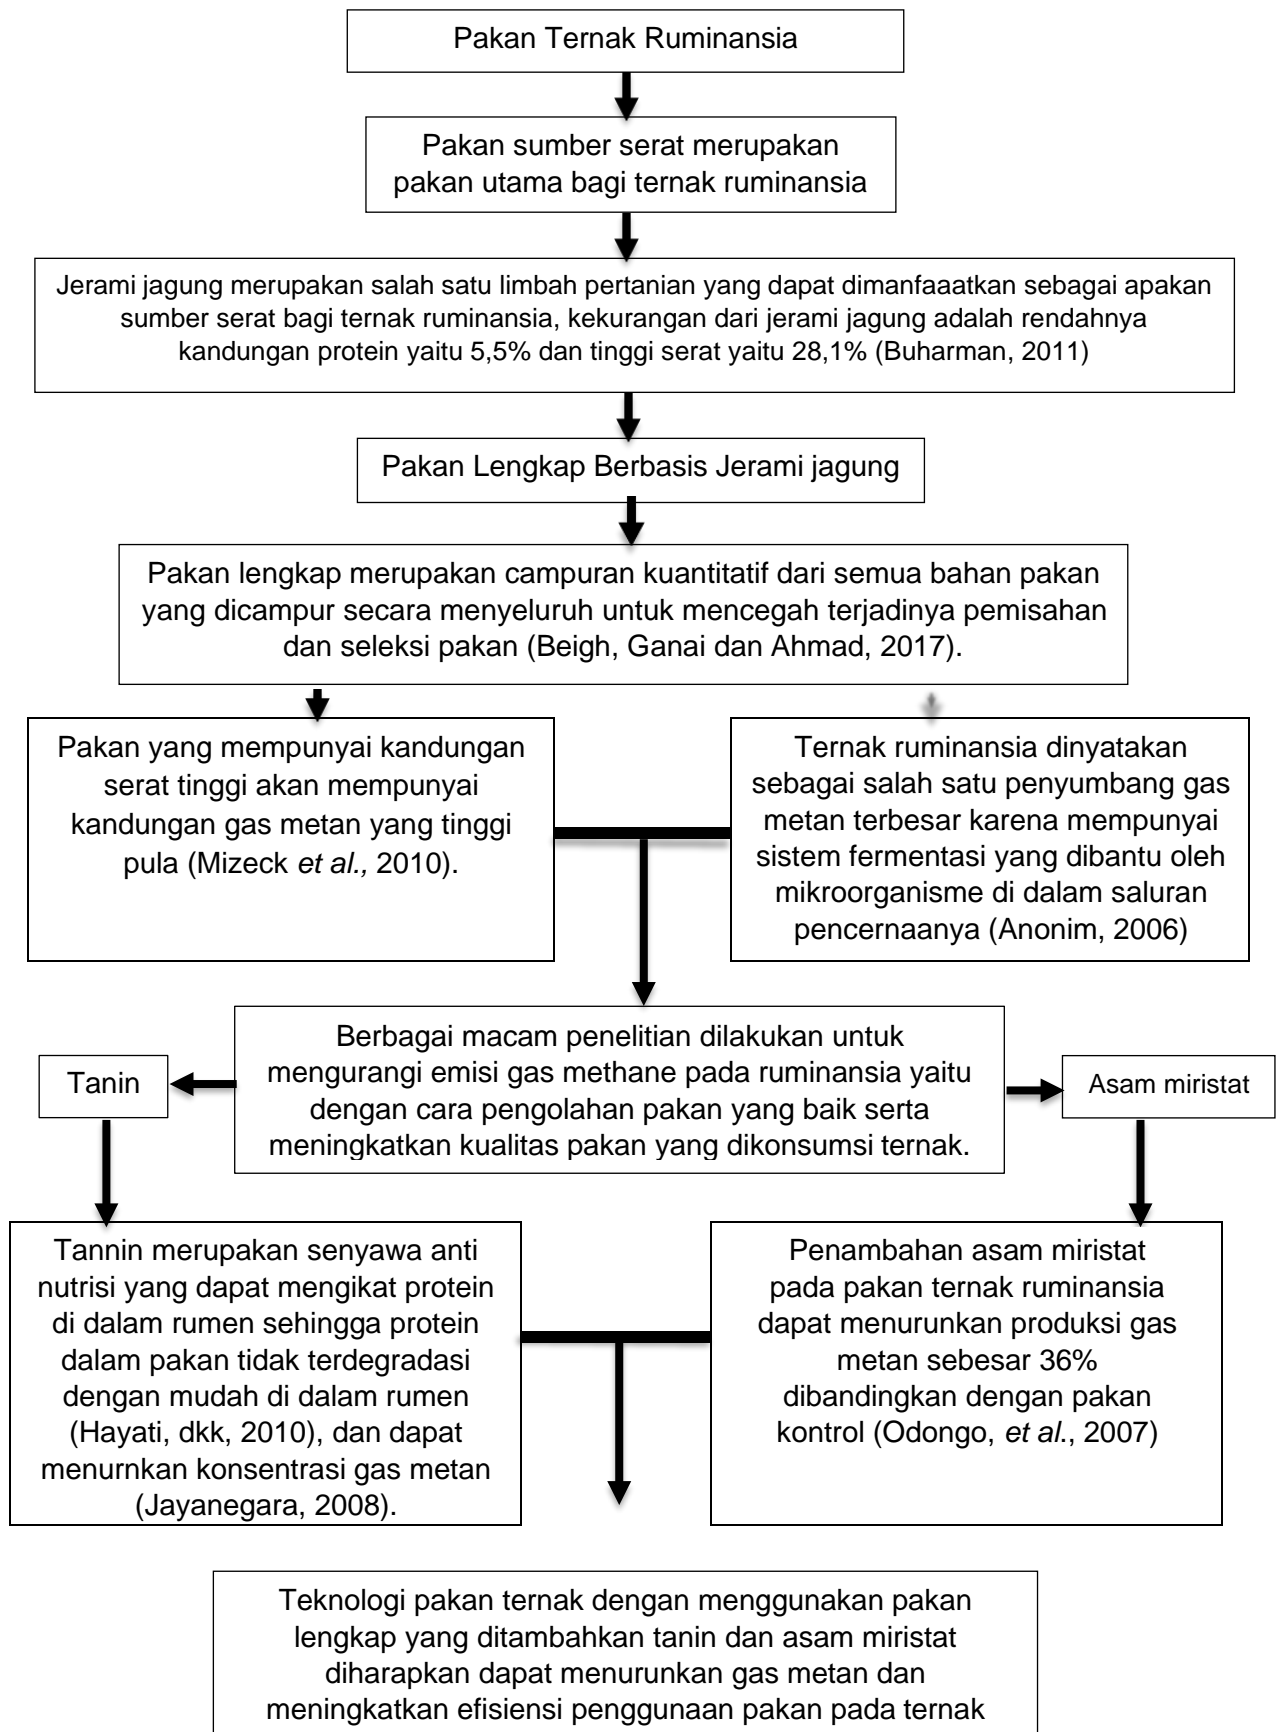 Pakan Ternak Ruminansia
Pakan sumber serat merupakan
pakan utama bagi ternak ruminansia
Jerami jagung merupakan salah satu limbah pertanian yang dapat dimanfaaatkan sebagai apakan
sumber serat bagi ternak ruminansia, kekurangan dari jerami jagung adalah rendahnya
kandungan protein yaitu 5,5% dan tinggi serat yaitu 28,1% (Buharman, 2011)
Pakan Lengkap Berbasis Jerami jagung
Pakan lengkap merupakan campuran kuantitatif dari semua bahan pakan
yang dicampur secara menyeluruh untuk mencegah terjadinya pemisahan
dan seleksi pakan (Beigh, Ganai dan Ahmad, 2017).
Pakan yang mempunyai kandungan
serat tinggi akan mempunyai
kandungan gas metan yang tinggi
pula (Mizeck et al., 2010).
Ternak ruminansia dinyatakan
sebagai salah satu penyumbang gas
metan terbesar karena mempunyai
sistem fermentasi yang dibantu oleh
mikroorganisme di dalam saluran
pencernaanya (Anonim, 2006)
Berbagai macam penelitian dilakukan untuk
mengurangi emisi gas methane pada ruminansia yaitu
dengan cara pengolahan pakan yang baik serta
meningkatkan kualitas pakan yang dikonsumsi ternak.
Tanin
Asam miristat
Tannin merupakan senyawa anti
nutrisi yang dapat mengikat protein
di dalam rumen sehingga protein
dalam pakan tidak terdegradasi
dengan mudah di dalam rumen
(Hayati, dkk, 2010), dan dapat
menurnkan konsentrasi gas metan
(Jayanegara, 2008).
Penambahan asam miristat
pada pakan ternak ruminansia
dapat menurunkan produksi gas
metan sebesar 36%
dibandingkan dengan pakan
kontrol (Odongo, et al., 2007)
Teknologi pakan ternak dengan menggunakan pakan
lengkap yang ditambahkan tanin dan asam miristat
diharapkan dapat menurunkan gas metan dan
meningkatkan efisiensi penggunaan pakan pada ternak